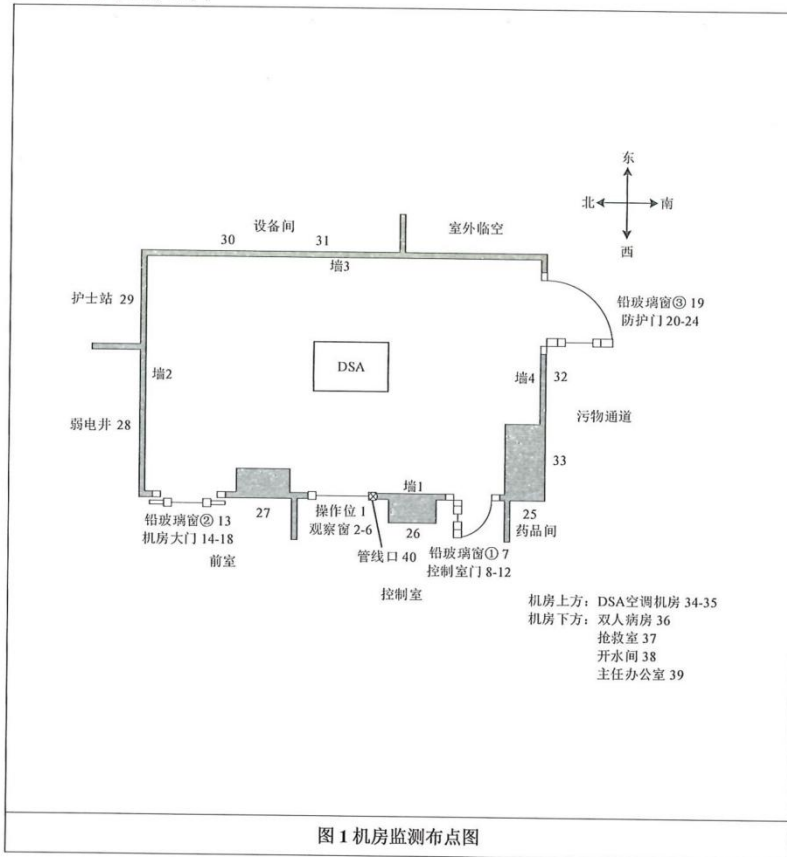 东
北 南
西
设备间
室外临空
30 31
墙3
护士站 29
铅玻璃窗③ 19
防护门 20-24
DSA
墙2
墙4
32
污物通道
弱电井 28
33
墙1
铅玻璃窗② 13
机房大门 14-18
前室
27
操作位 1
观察窗 2-6
管线口 40
26
铅玻璃窗① 7
控制室门 8-12
25
药品间
控制室
机房上方：DSA空调机房 34-35
机房下方：双人病房 36
抢救室 37
开水间 38
主任办公室 39
图 1 机房监测布点图